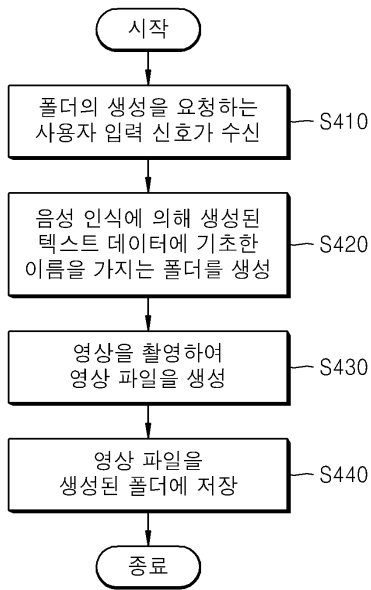 시작
폴더의 생성을 요청하는
사용자 입력 신호가 수신
S410
음성 인식에 의해 생성된
텍스트 데이터에 기초한
이름을 가지는 폴더를 생성
S420
영상을 촬영하여
영상 파일을 생성
S430
영상 파일을
생성된 폴더에 저장
S440
종료